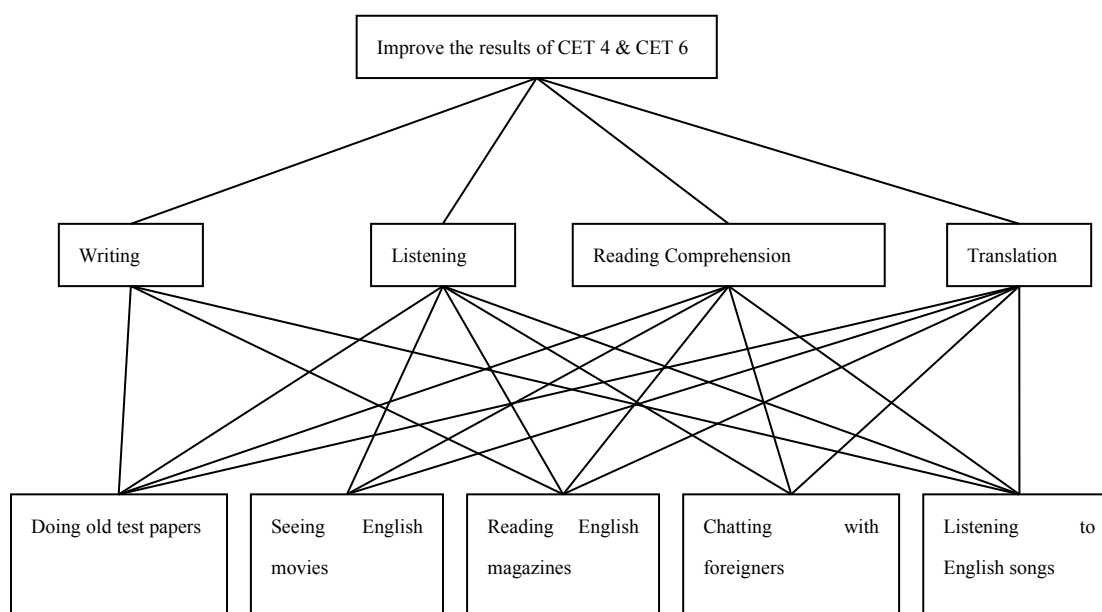 Improve the results of CET 4 & CET 6
Writing
Listening
Reading Comprehension
Translation
Doing old test papers
Seeing English
movies
Reading English
magazines
Chatting with
foreigners
Listening to
English songs